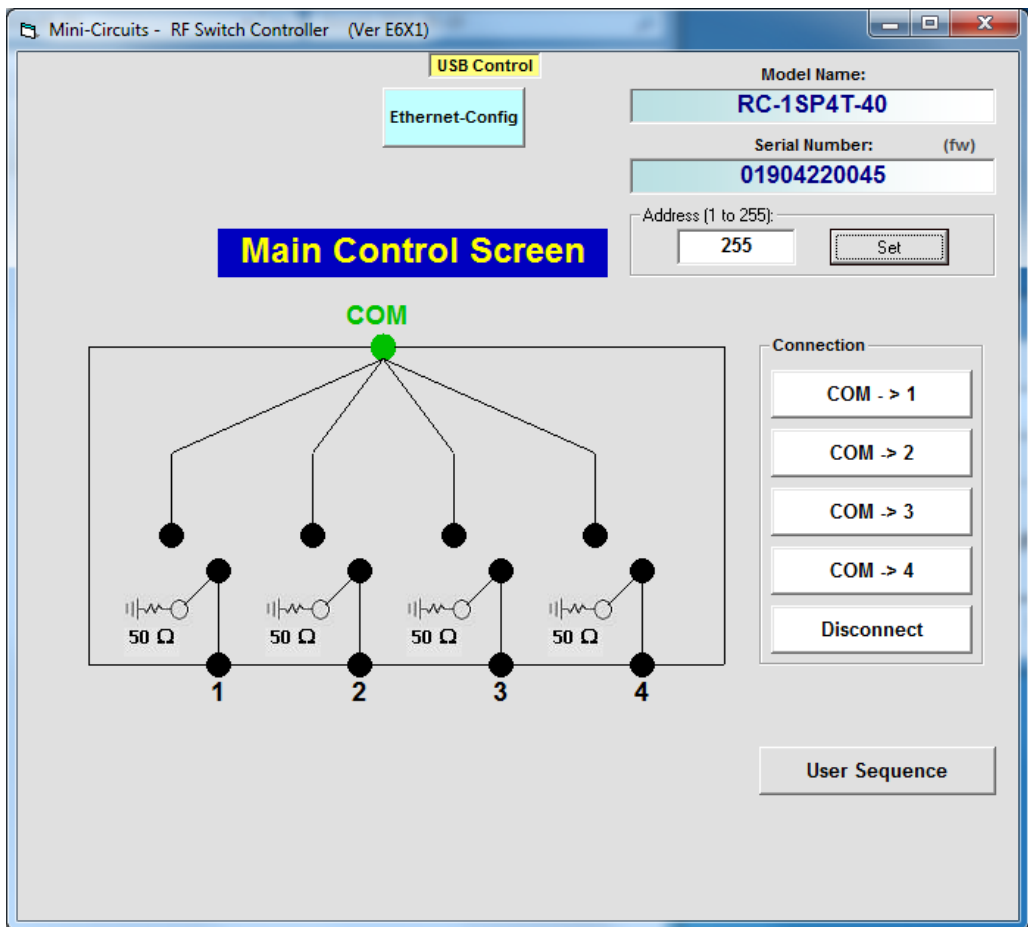 Mini-Circuits - RF Switch Controller (Ver E6X1)
USB Control
Ethernet-Config
Model Name:
RC-1SP4T-40
Serial Number: (fw)
01904220045
Address (1 to 255):
255 Set
Main Control Screen
COM
Connection
COM - > 1
COM -> 2
COM -> 3
COM -> 4
Disconnect
50 Ω 50 Ω 50 Ω 50 Ω
1 2 3 4
User Sequence